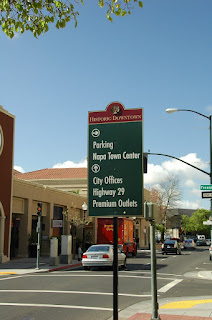 Historic Downtown
Parking
Napa Town Center
City Offices
Highway 29
Premium Outlets